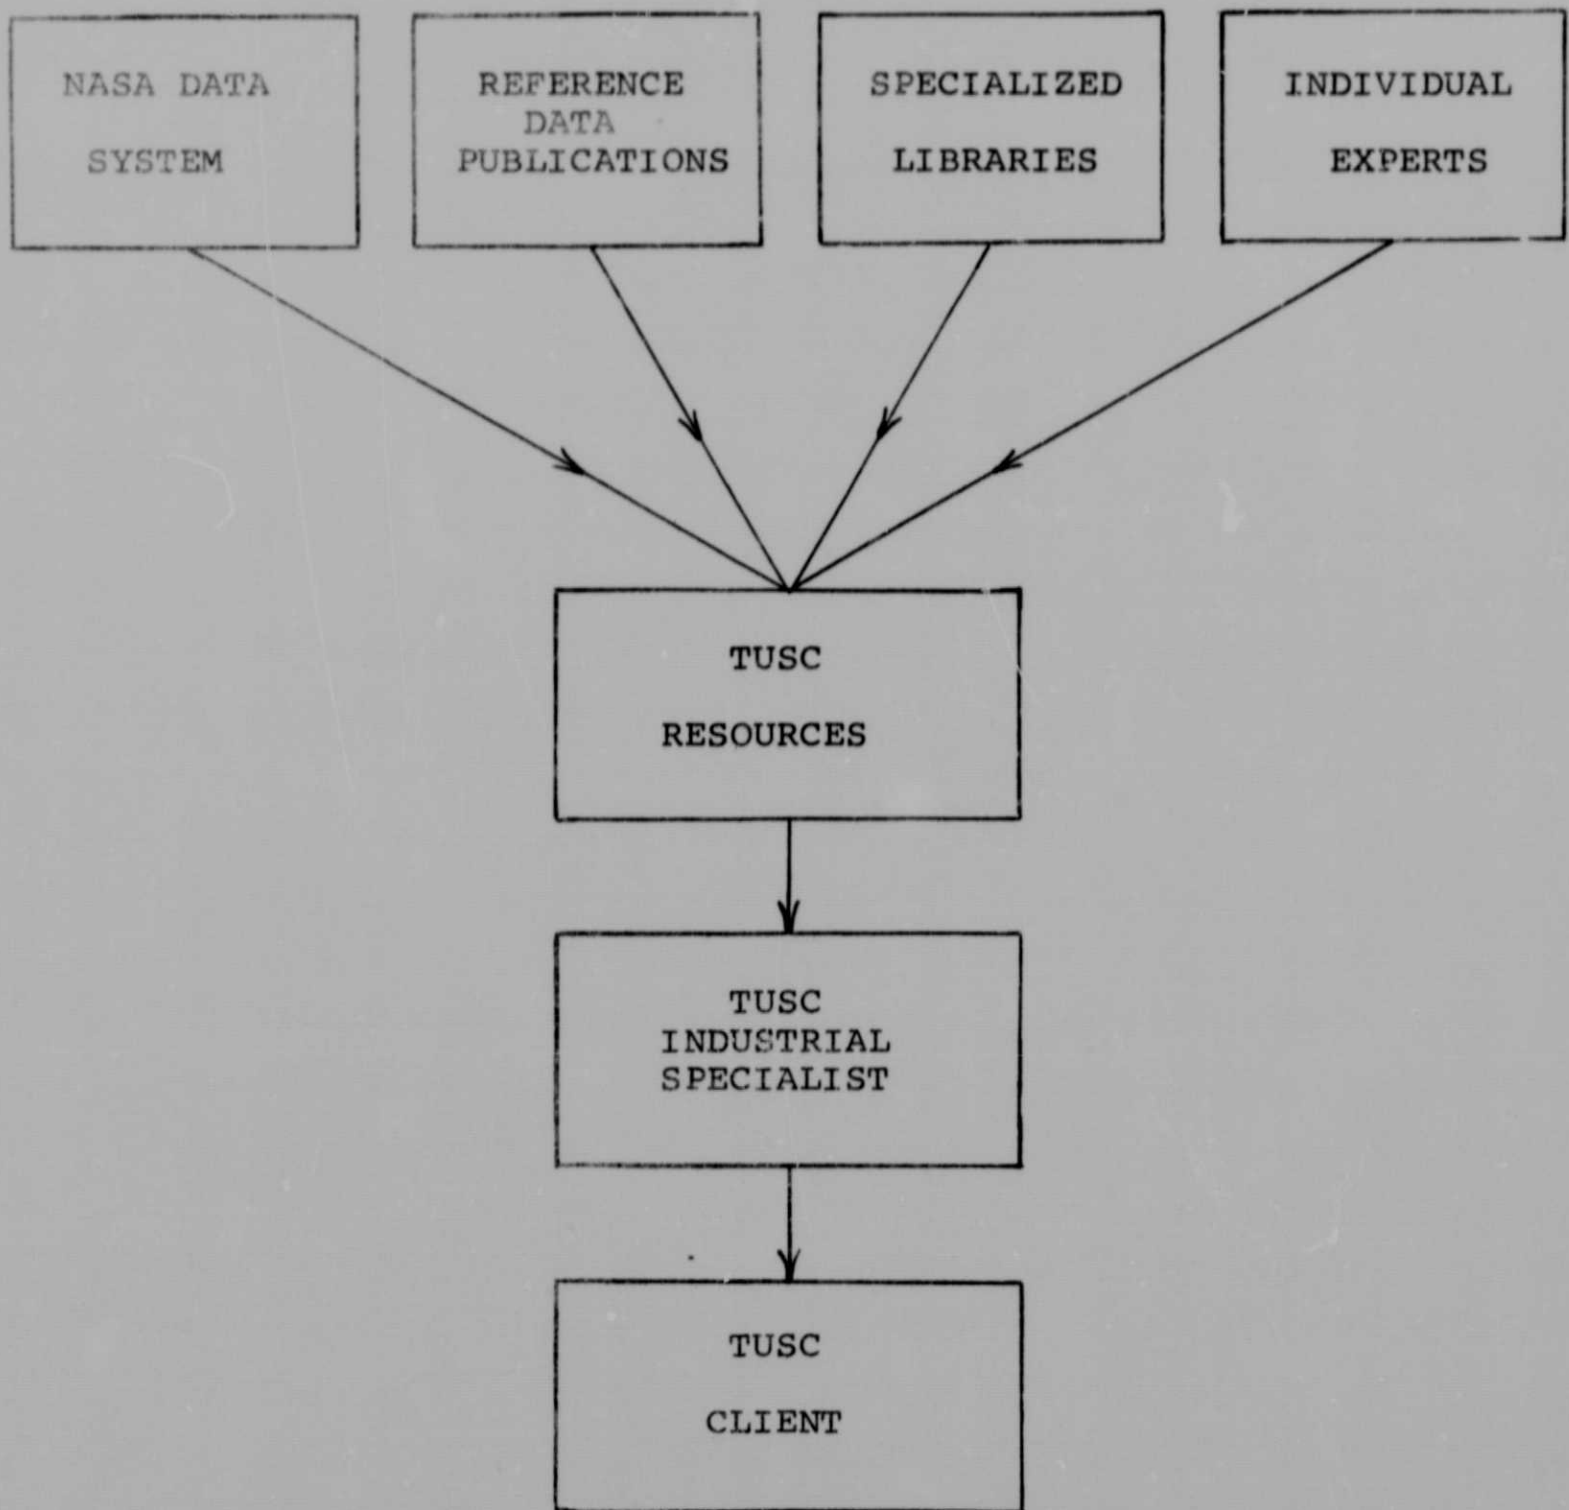 NASA DATA
SYSTEM
REFERENCE
DATA
PUBLICATIONS
SPECIALIZED
LIBRARIES
INDIVIDUAL
EXPERTS
TUSC
RESOURCES
TUSC
INDUSTRIAL
SPECIALIST
TUSC
CLIENT